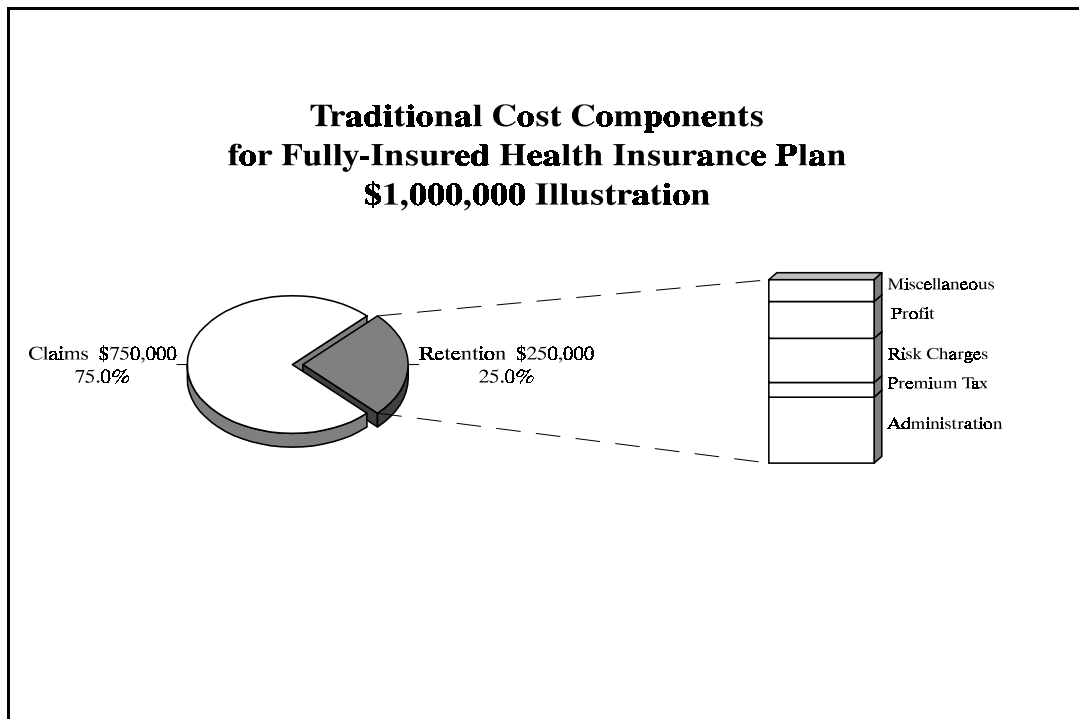 Traditional Cost Components
for Fully-Insured Health Insurance Plan
$1,000,000 Illustration
Claims $750,000
75.0%
Retention $250,000
25.0%
Miscellaneous
Profit
Risk Charges
Premium Tax
Administration